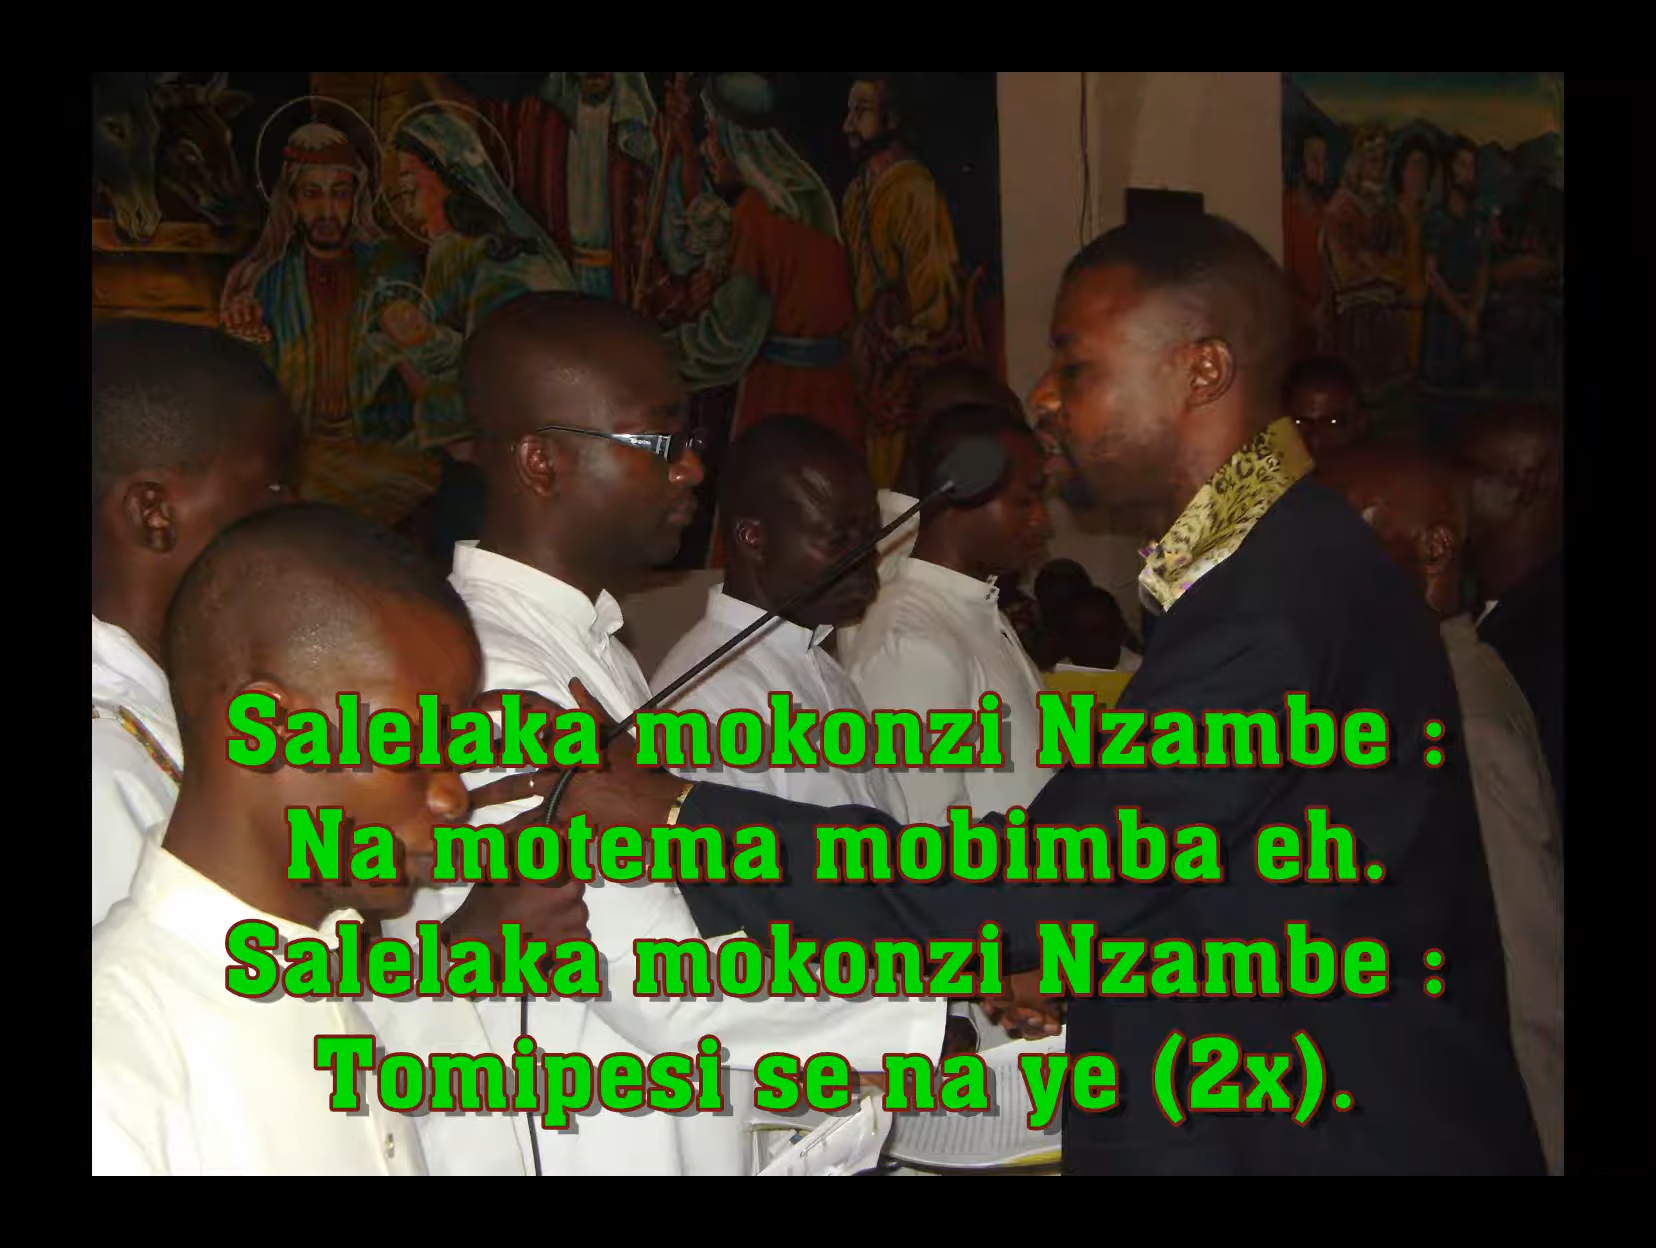 Salelaka mokonzi Nzambe :
Na motema mobimba eh.
Salelaka mokonzi Nzambe :
Tomipesi se na ye (2x).